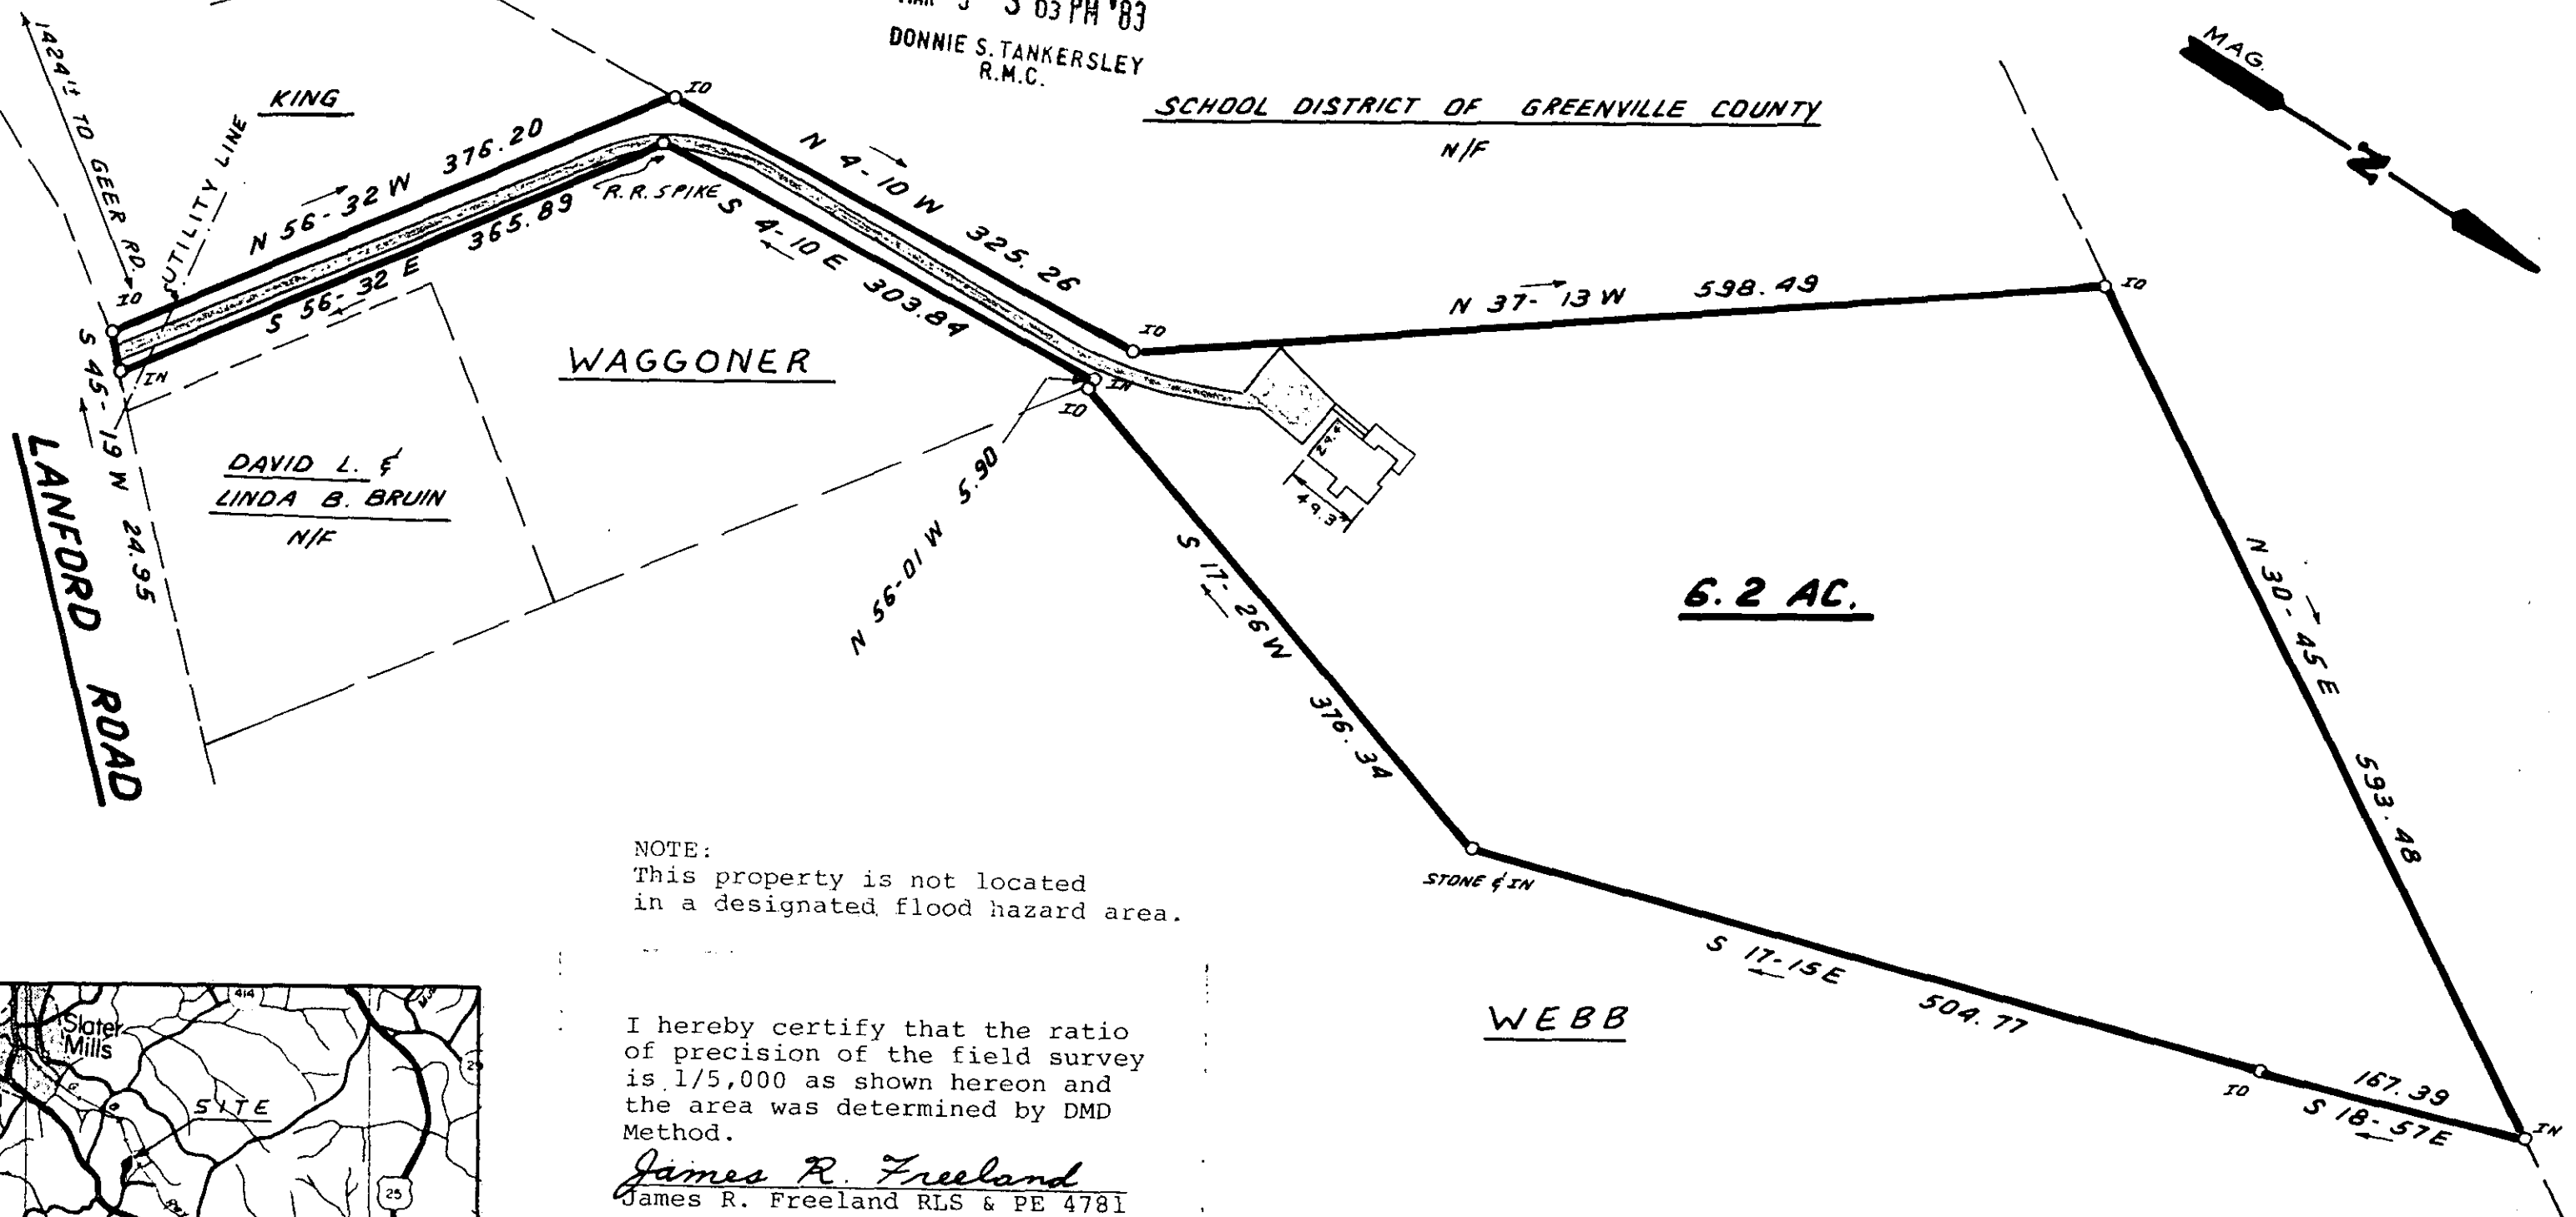 3 03 PM '83
DONNIE S. TANKERSLEY
R.M.C.
MAG.
N
1424'± TO GEER RD.
KING
UTILITY LINE
SCHOOL DISTRICT OF GREENVILLE COUNTY
N/F
IO
N 56-32 W 376.20
R.R. SPIKE
S 56-32 E 365.89
N 4-10 W 325.26
S 4-10 E 303.84
IO
IN
S 45-19 W 24.95
LANFORD ROAD
DAVID L. &
LINDA B. BRUIN
N/F
WAGGONER
IO
IN
IO
N 56-01 W 5.90
29.4
49.3
N 37-13 W 598.49
IO
N 30-45 E 593.48
6.2 AC.
S 17-26 W 376.34
STONE & IN
S 17-15 E 504.77
IO
167.39
S 18-57 E
IN
WEBB
NOTE:
This property is not located
in a designated flood hazard area.
I hereby certify that the ratio
of precision of the field survey
is 1/5,000 as shown hereon and
the area was determined by DMD
Method.
James R. Freeland
James R. Freeland RLS & PE 4781
414
Slater
Mills
SITE
25